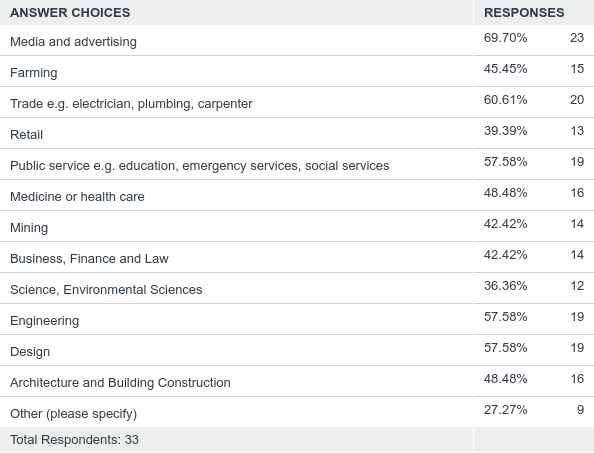 ANSWER CHOICES RESPONSES
Media and advertising 69.70% 23
Farming 45.45% 15
Trade e.g. electrician, plumbing, carpenter 60.61% 20
Retail 39.39% 13
Public service e.g. education, emergency services, social services 57.58% 19
Medicine or health care 48.48% 16
Mining 42.42% 14
Business, Finance and Law 42.42% 14
Science, Environmental Sciences 36.36% 12
Engineering 57.58% 19
Design 57.58% 19
Architecture and Building Construction 48.48% 16
Other (please specify) 27.27% 9
Total Respondents: 33